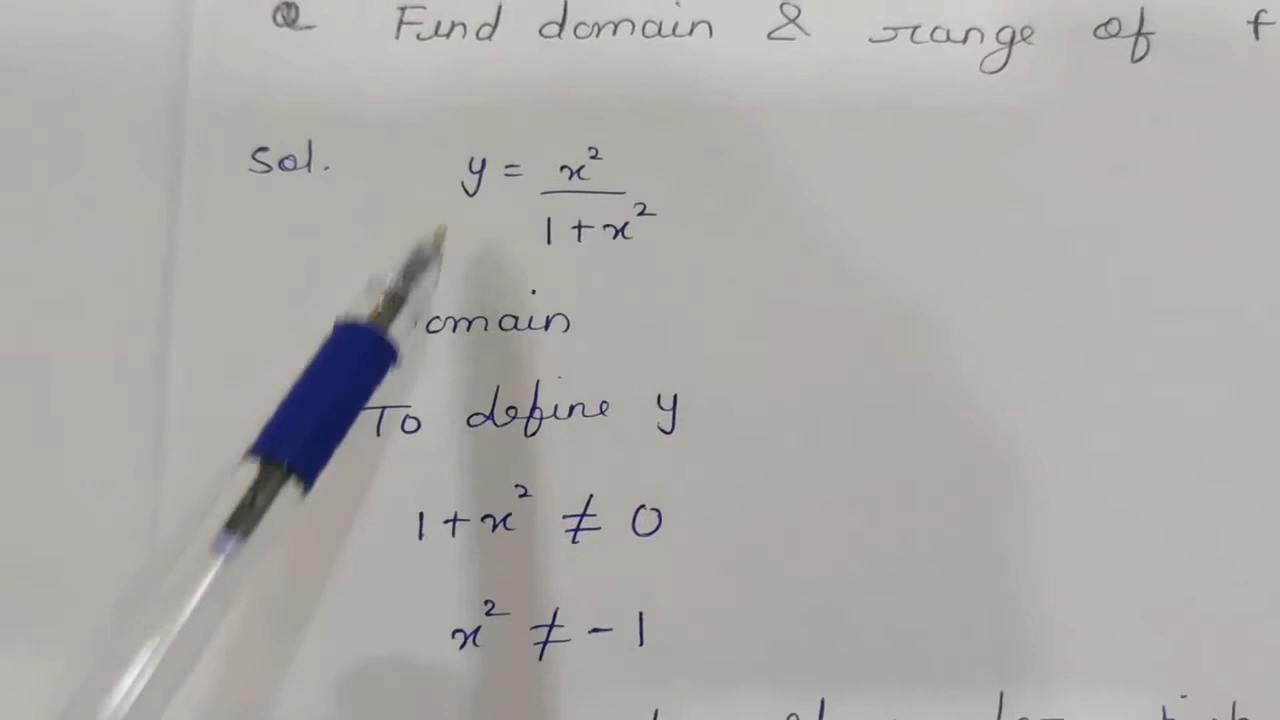 Q Find domain & range of f
Sol. y = x²
1+x²
omain
To define y
1+x² ≠ 0
x² ≠ -1